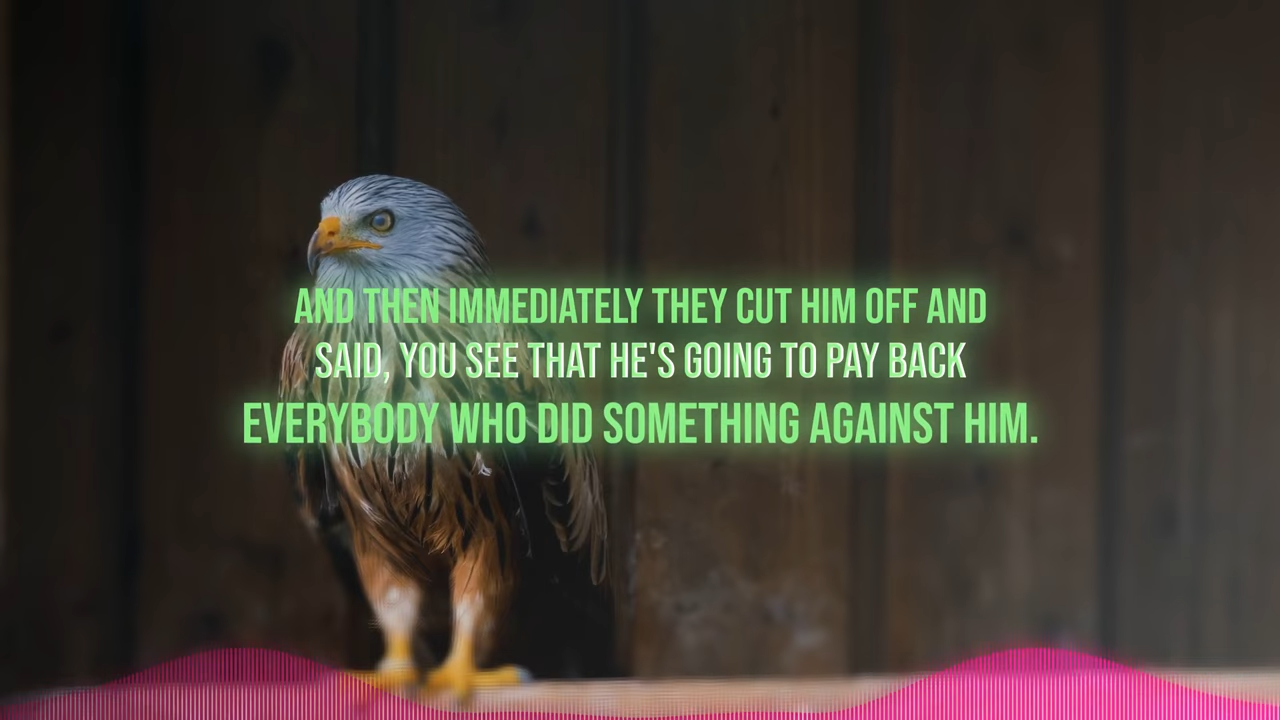 AND THEN IMMEDIATELY THEY CUT HIM OFF AND
SAID, YOU SEE THAT HE'S GOING TO PAY BACK
EVERYBODY WHO DID SOMETHING AGAINST HIM.